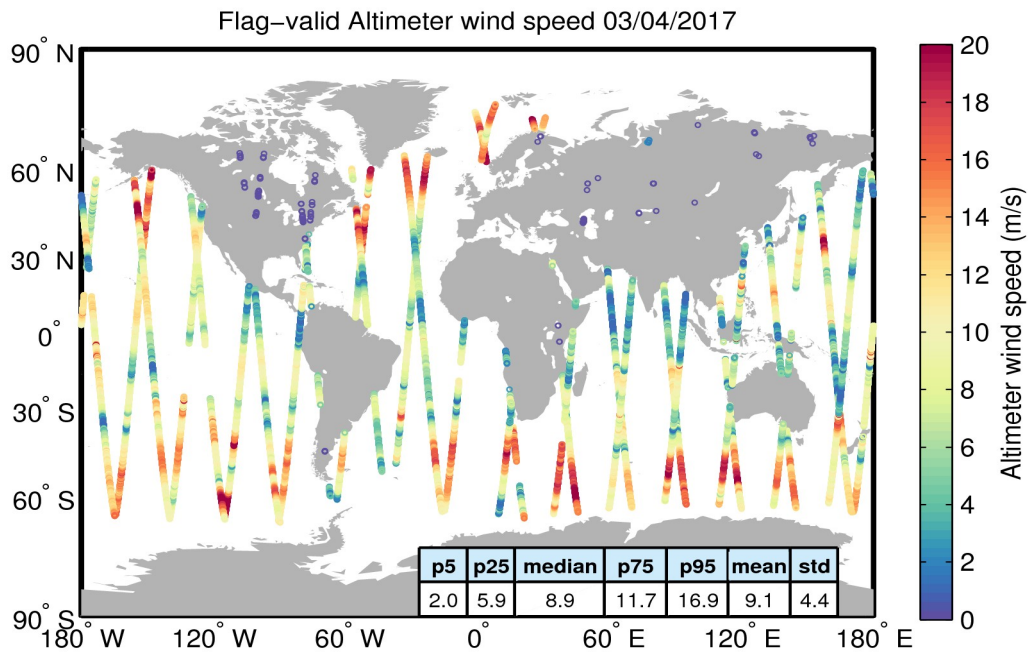 Flag-valid Altimeter wind speed 03/04/2017
90° N
60° N
30° N
0°
30° S
60° S
90° S
180° W
120° W
60° W
0°
60° E
120° E
180° E
p5 p25 median p75 p95 mean std
2.0 5.9 8.9 11.7 16.9 9.1 4.4
20
18
16
14
12
10
8
6
4
2
0
Altimeter wind speed (m/s)